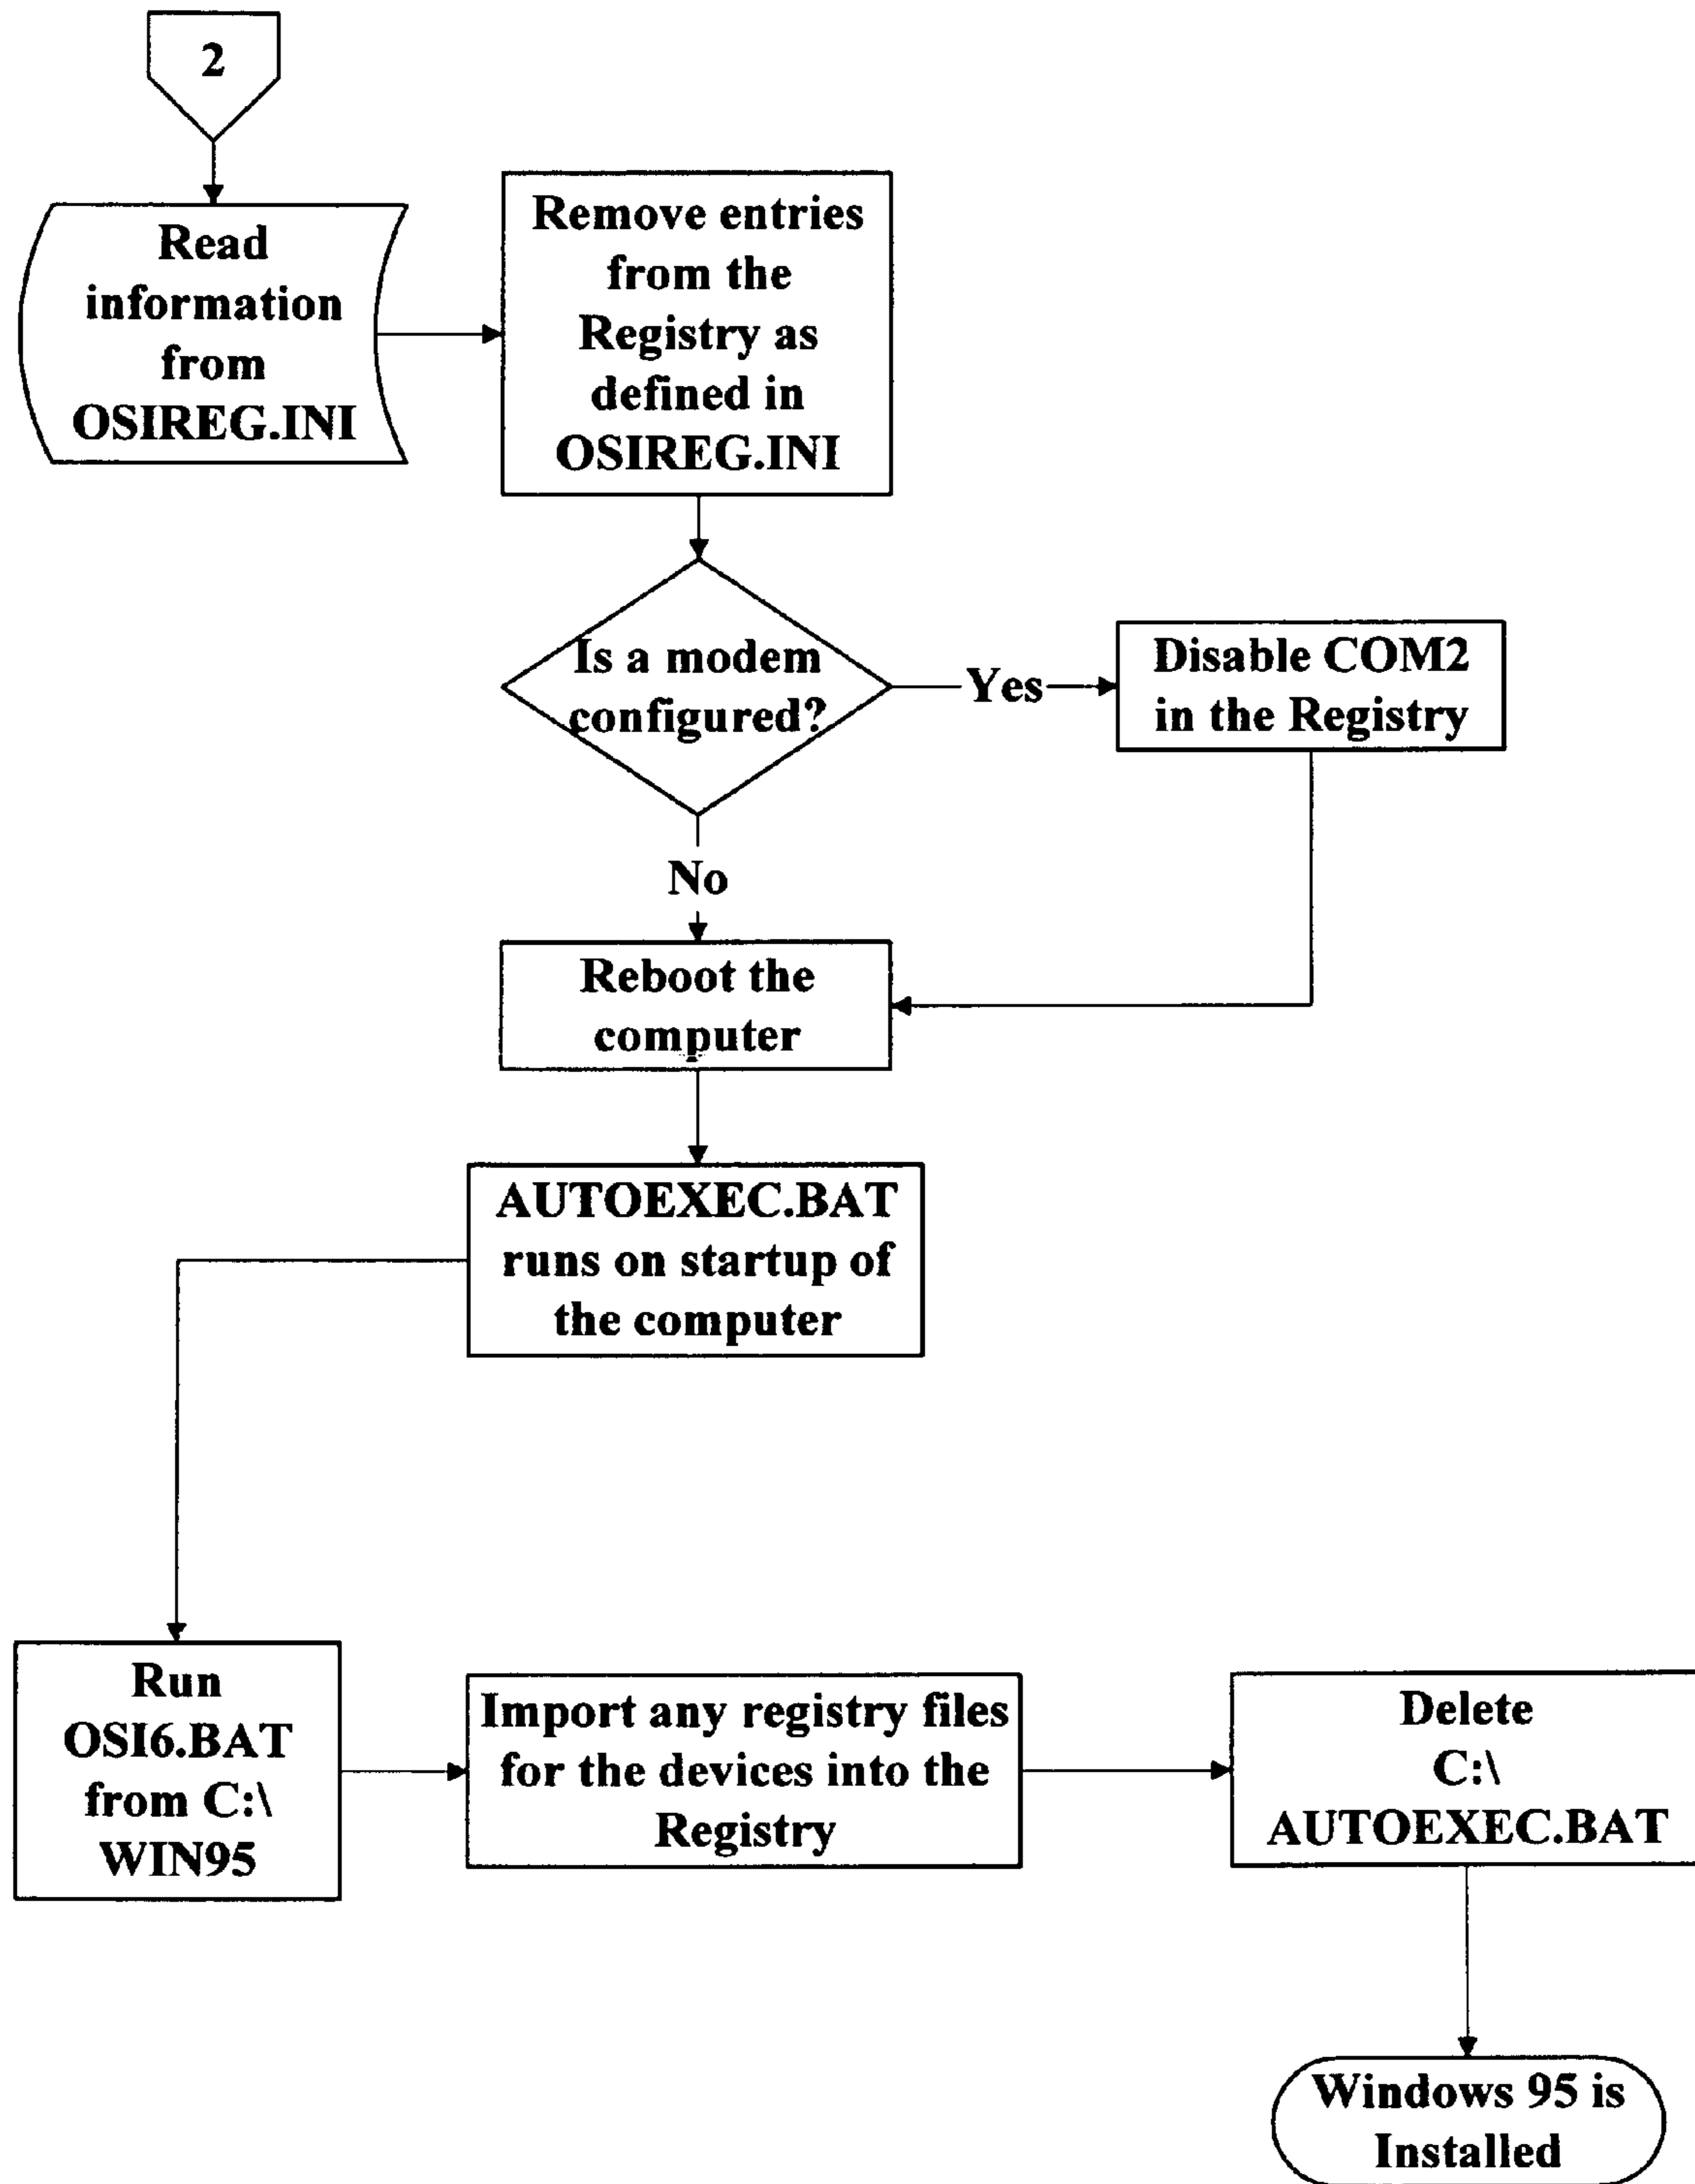 2
Read
information
from
OSIREG.INI
Remove entries
from the
Registry as
defined in
OSIREG.INI
Is a modem
configured?
Yes
Disable COM2
in the Registry
No
Reboot the
computer
AUTOEXEC.BAT
runs on startup of
the computer
Run
OSI6.BAT
from C:\
WIN95
Import any registry files
for the devices into the
Registry
Delete
C:\
AUTOEXEC.BAT
Windows 95 is
Installed